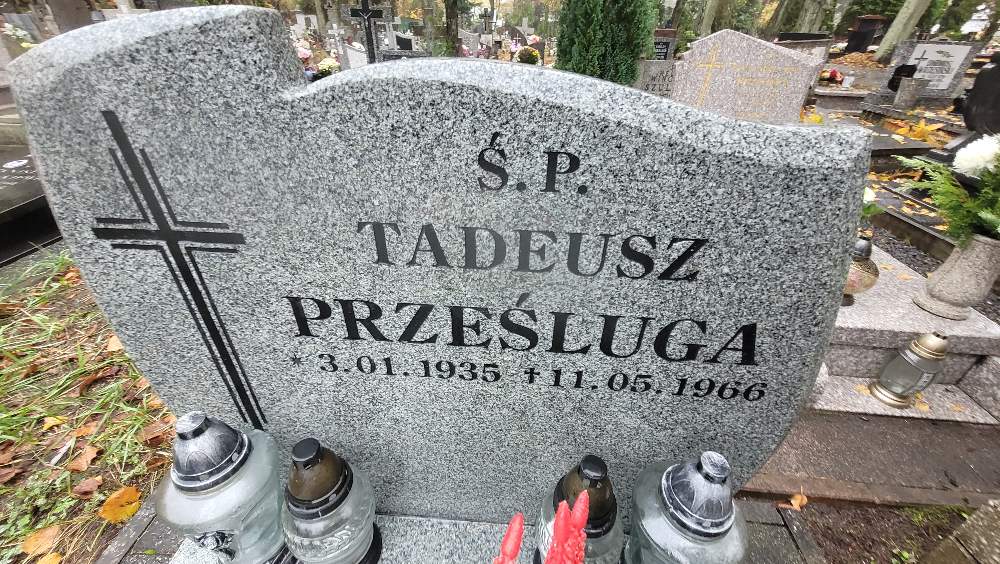 Ś. P.
TADEUSZ
PRZEŚLUGA
* 3.01.1935 ✝ 11.05.1966